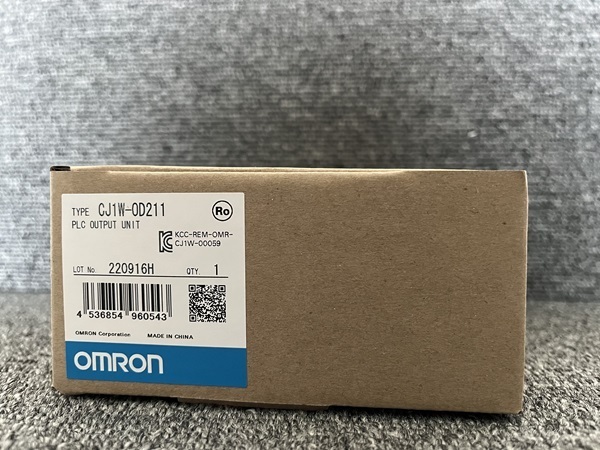 TYPE CJ1W-OD211
Ro
PLC OUTPUT UNIT
KCC-REM-OMR-
CJ1W-00059
LOT No. 220916H QTY. 1
4 536854 960543
OMRON Corporation MADE IN CHINA
OMRON